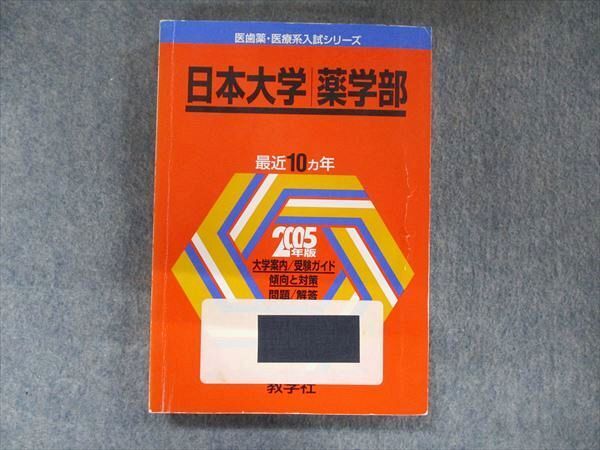 医歯薬・医療系入試シリーズ
日本大学|薬学部
最近10ヵ年
2005年版
大学案内/受験ガイド
傾向と対策
問題/解答
教学社